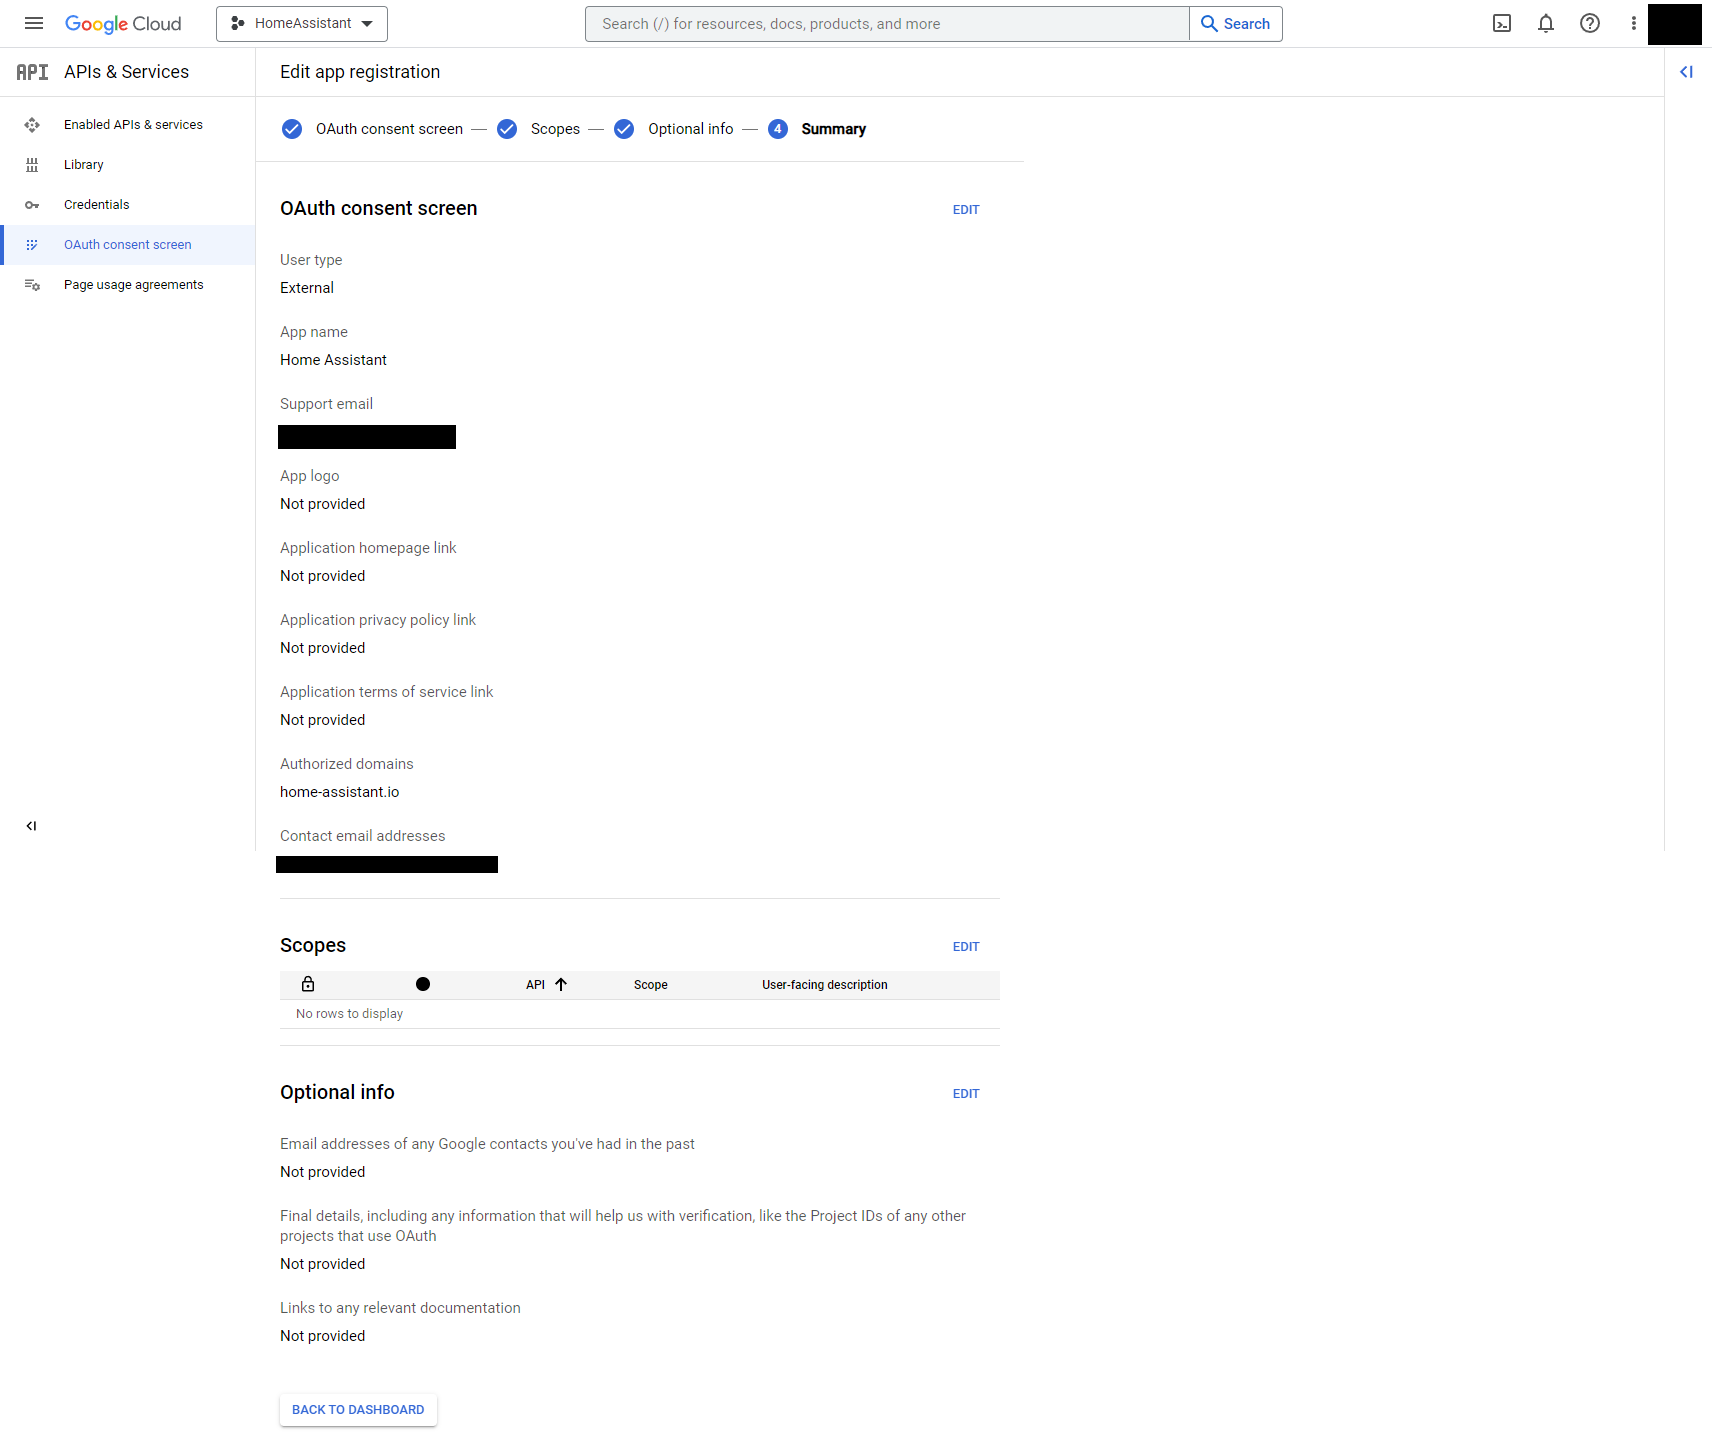 Google Cloud
HomeAssistant
Search (/) for resources, docs, products, and more
Search
API
APIs & Services
Edit app registration
Enabled APIs & services
Library
Credentials
OAuth consent screen
Page usage agreements
OAuth consent screen
Scopes
Optional info
4
Summary
OAuth consent screen
EDIT
User type
External
App name
Home Assistant
Support email
App logo
Not provided
Application homepage link
Not provided
Application privacy policy link
Not provided
Application terms of service link
Not provided
Authorized domains
home-assistant.io
Contact email addresses
Scopes
EDIT
API
Scope
User-facing description
No rows to display
Optional info
EDIT
Email addresses of any Google contacts you've had in the past
Not provided
Final details, including any information that will help us with verification, like the Project IDs of any other
projects that use OAuth
Not provided
Links to any relevant documentation
Not provided
BACK TO DASHBOARD